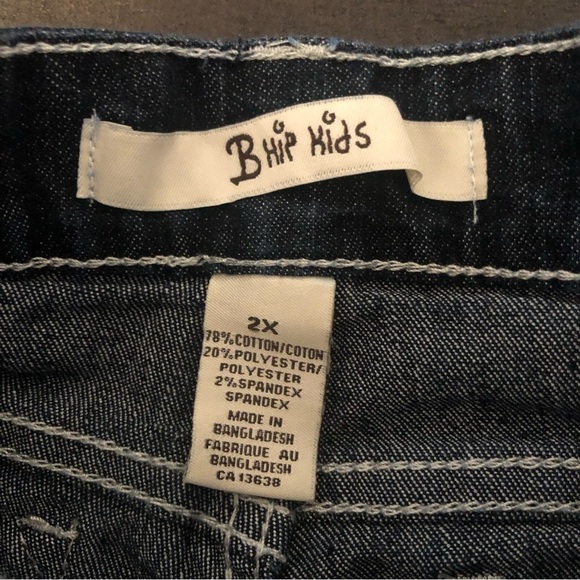 B Hip Kids
2X
78%COTTON/COTON
20%POLYESTER/
POLYESTER
2%SPANDEX
SPANDEX
MADE IN
BANGLADESH
FABRIQUE AU
BANGLADESH
CA 13638